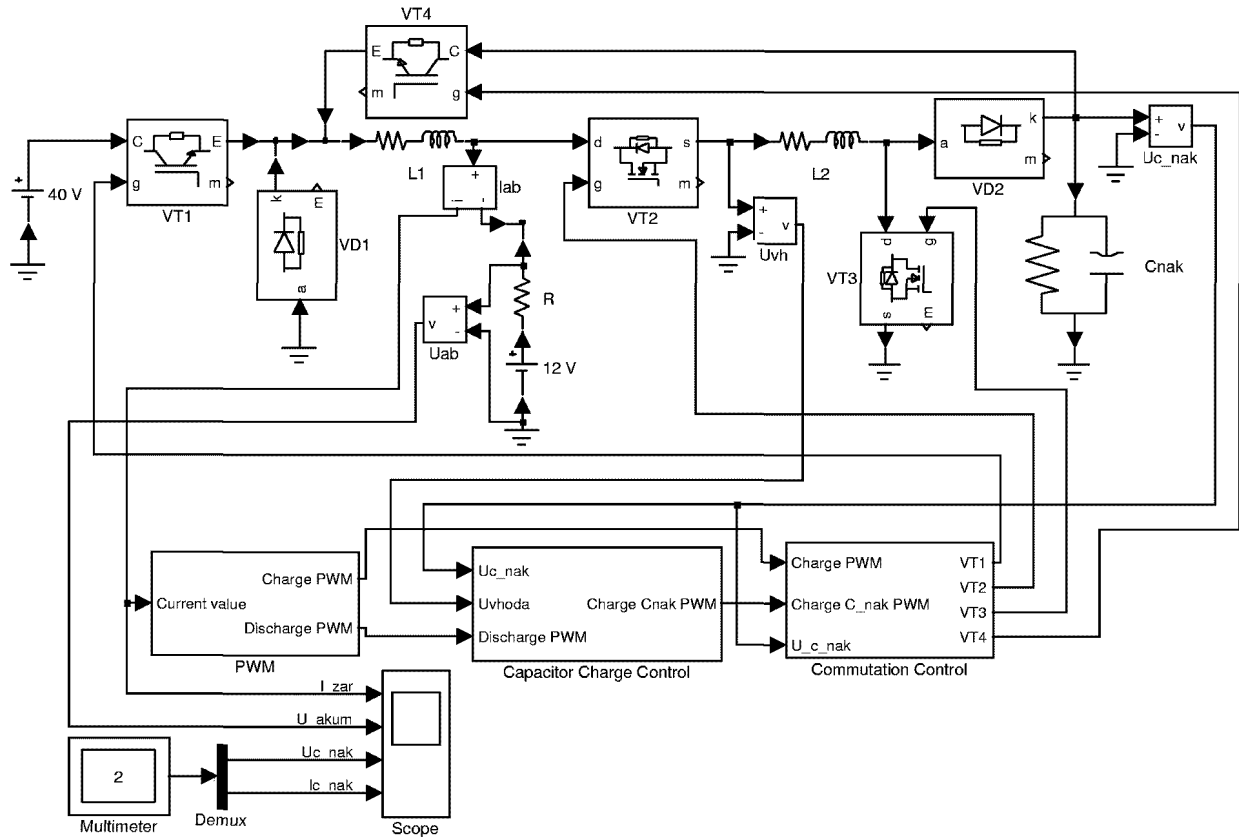 VT4
E
C
m
g
C
E
g
m
VT1
+
40 V
k
m
a
VD1
L1
+
i
-
Iab
d
s
g
m
VT2
L2
a
k
m
VD2
+
-
v
Uc_nak
+
-
v
Uvh
d
g
s
m
VT3
Cnak
R
+
-
v
Uab
+
12 V
Current value
Charge PWM
Discharge PWM
PWM
Uc_nak
Uvhoda
Discharge PWM
Charge Cnak PWM
Capacitor Charge Control
Charge PWM
Charge C_nak PWM
U_c_nak
VT1
VT2
VT3
VT4
Commutation Control
I_zar
U_akum
Uc_nak
Ic_nak
2
Multimeter
Demux
Scope